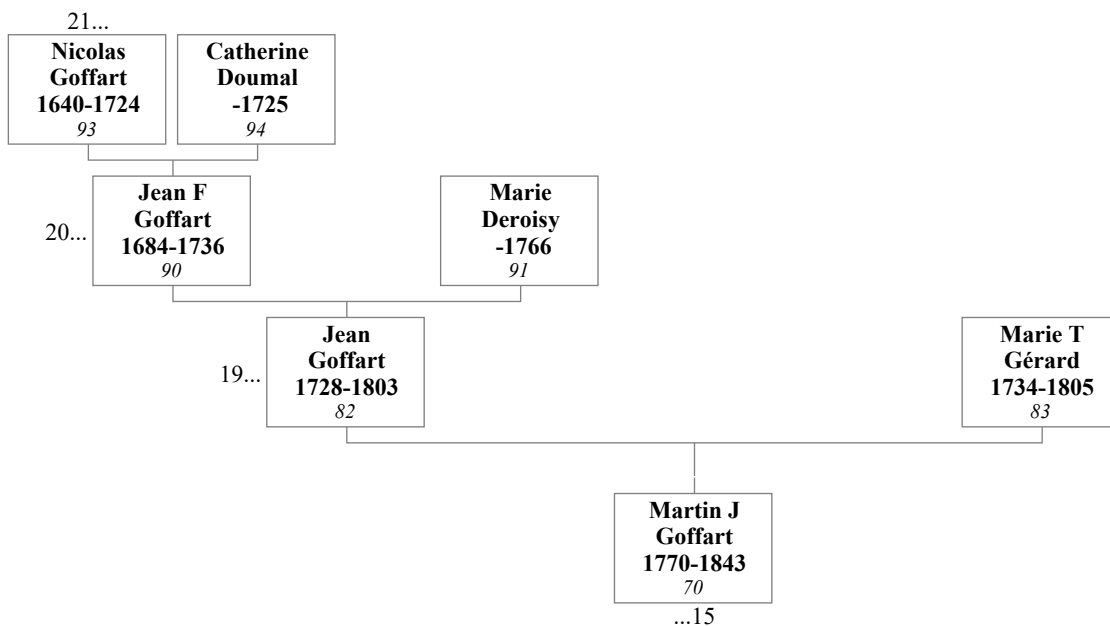 21...
Nicolas
Goffart
1640-1724
93
Catherine
Doumal
-1725
94
20...
Jean F
Goffart
1684-1736
90
Marie
Deroisy
-1766
91
19...
Jean
Goffart
1728-1803
82
Marie T
Gérard
1734-1805
83
Martin J
Goffart
1770-1843
70
...15